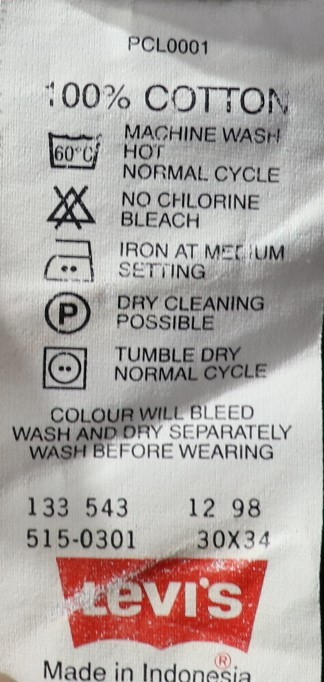 PCL0001
100% COTTON
60°C
MACHINE WASH
HOT
NORMAL CYCLE
NO CHLORINE
BLEACH
IRON AT MEDIUM
SETTING
P
DRY CLEANING
POSSIBLE
TUMBLE DRY
NORMAL CYCLE
COLOUR WILL BLEED
WASH AND DRY SEPARATELY
WASH BEFORE WEARING
133 543 12 98
515-0301 30X34
Levi's
®
Made in Indonesia